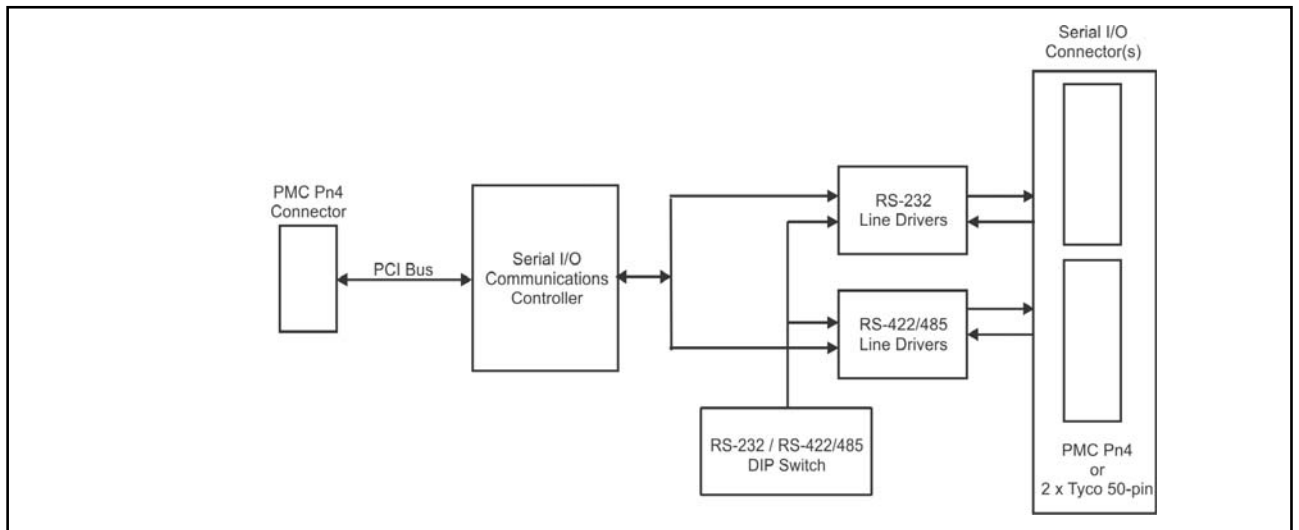 Serial I/O
Connector(s)
PMC Pn4
Connector
PCI Bus
Serial I/O
Communications
Controller
RS-232
Line Drivers
RS-422/485
Line Drivers
RS-232 / RS-422/485
DIP Switch
PMC Pn4
or
2 x Tyco 50-pin